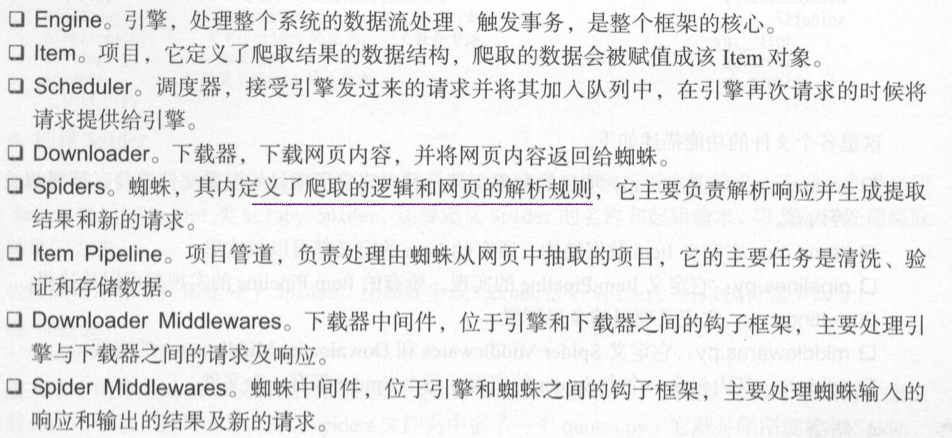 ❑ Engine。引擎，处理整个系统的数据流处理、触发事务，是整个框架的核心。
❑ Item。项目，它定义了爬取结果的数据结构，爬取的数据会被赋值成该 Item 对象。
❑ Scheduler。调度器，接受引擎发过来的请求并将其加入队列中，在引擎再次请求的时候将
请求提供给引擎。
❑ Downloader。下载器，下载网页内容，并将网页内容返回给蜘蛛。
❑ Spiders。蜘蛛，其内定义了爬取的逻辑和网页的解析规则，它主要负责解析响应并生成提取
结果和新的请求。
❑ Item Pipeline。项目管道，负责处理由蜘蛛从网页中抽取的项目，它的主要任务是清洗、验
证和存储数据。
❑ Downloader Middlewares。下载器中间件，位于引擎和下载器之间的钩子框架，主要处理引
擎与下载器之间的请求及响应。
❑ Spider Middlewares。蜘蛛中间件，位于引擎和蜘蛛之间的钩子框架，主要处理蜘蛛输入的
响应和输出的结果及新的请求。